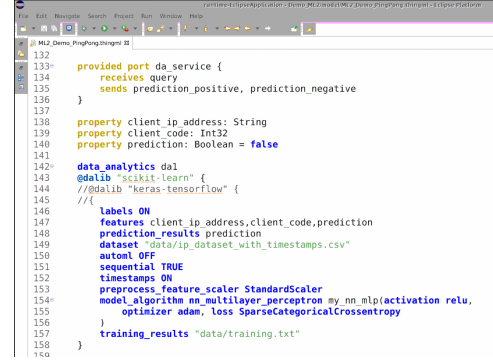 runtime-EclipseApplication - Demo_ML2/model/ML2_Demo_PingPong.thingml - Eclipse Platform
File Edit Navigate Search Project Run Window Help
ML2_Demo_PingPong.thingml
132
133 provided port da_service {
134 receives query
135 sends prediction_positive, prediction_negative
136 }
137
138 property client_ip_address: String
139 property client_code: Int32
140 property prediction: Boolean = false
141
142 data_analytics da1
143 @dalib "scikit-learn" {
144 //@dalib "keras-tensorflow" {
145 //{
146 labels ON
147 features client_ip_address,client_code,prediction
148 prediction_results prediction
149 dataset "data/ip_dataset_with_timestamps.csv"
150 automl OFF
151 sequential TRUE
152 timestamps ON
153 preprocess_feature_scaler StandardScaler
154 model_algorithm nn_multilayer_perceptron my_nn_mlp(activation relu,
155 optimizer adam, loss SparseCategoricalCrossentropy
156 )
157 training_results "data/training.txt"
158 }
159